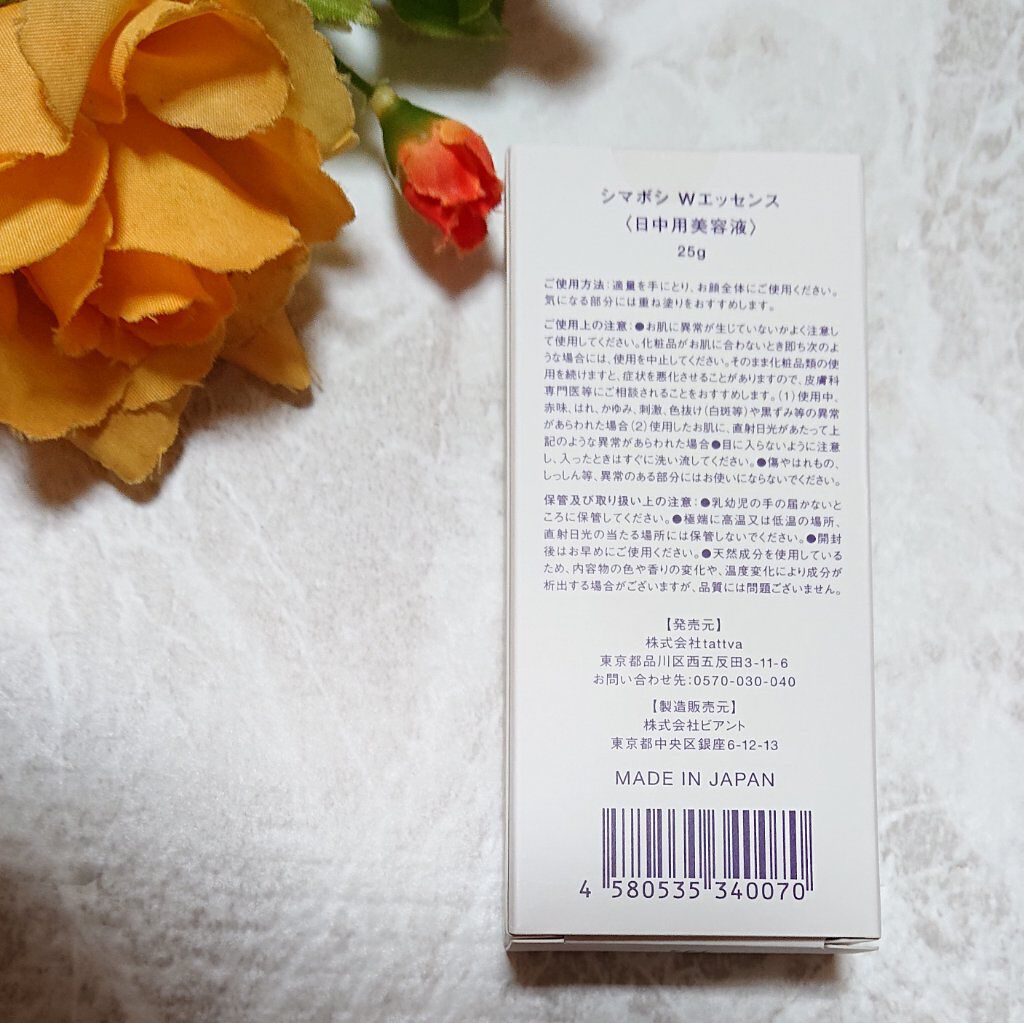 シマボシ Wエッセンス
〈日中用美容液〉
25g
ご使用方法：適量を手にとり、お顔全体にご使用ください。
気になる部分には重ね塗りをおすすめします。
ご使用上の注意：●お肌に異常が生じていないかよく注意し
て使用してください。化粧品がお肌に合わないとき即ち次のよ
うな場合には、使用を中止してください。そのまま化粧品類の使
用を続けますと、症状を悪化させることがありますので、皮膚科
専門医等にご相談されることをおすすめします。（1）使用中、
赤味、はれ、かゆみ、刺激、色抜け（白斑等）や黒ずみ等の異常
があらわれた場合（2）使用したお肌に、直射日光があたって上
記のような異常があらわれた場合●目に入らないように注意
し、入ったときはすぐに洗い流してください。●傷やはれもの、
しっしん等、異常のある部分にはお使いにならないでください。
保管及び取り扱い上の注意：●乳幼児の手の届かないと
ころに保管してください。●極端に高温又は低温の場所、
直射日光の当たる場所には保管しないでください。●開封
後はお早めにご使用ください。●天然成分を使用している
ため、内容物の色や香りの変化や、温度変化により成分が
析出する場合がございますが、品質には問題ございません。
【発売元】
株式会社tattva
東京都品川区西五反田3-11-6
お問い合わせ先：0570-030-040
【製造販売元】
株式会社ビアント
東京都中央区銀座6-12-13
MADE IN JAPAN
4 580535 340070